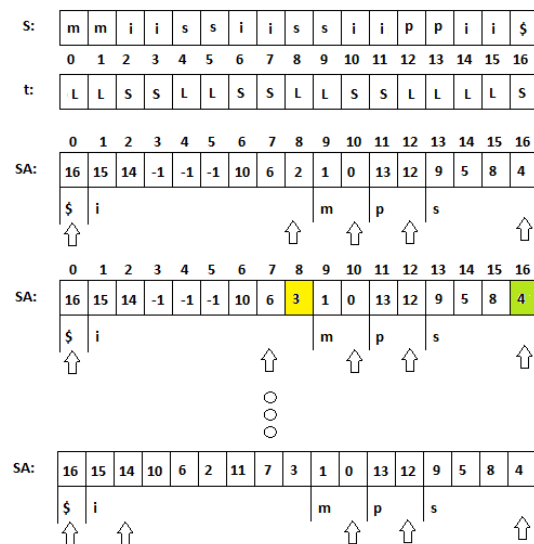 S: m m i i s s i i s s i i p p i i $
0 1 2 3 4 5 6 7 8 9 10 11 12 13 14 15 16
t: L L S S L L S S L L S S L L L L S
0 1 2 3 4 5 6 7 8 9 10 11 12 13 14 15 16
SA: 16 15 14 -1 -1 -1 10 6 2 1 0 13 12 9 5 8 4
$ i m p s
0 1 2 3 4 5 6 7 8 9 10 11 12 13 14 15 16
SA: 16 15 14 -1 -1 -1 10 6 3 1 0 13 12 9 5 8 4
$ i m p s
SA: 16 15 14 10 6 2 11 7 3 1 0 13 12 9 5 8 4
$ i m p s